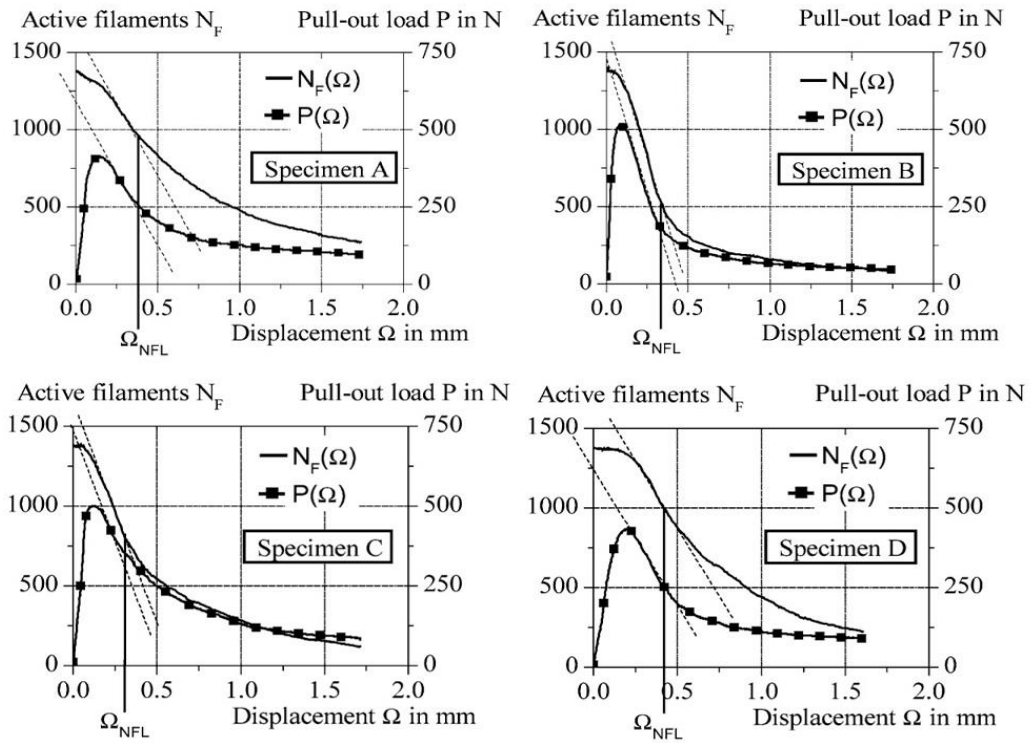 Active filaments N_F Pull-out load P in N
1500 750
N_F(Ω)
P(Ω)
1000 500
Specimen A
500 250
0 0
0.0 0.5 1.0 1.5 2.0
Displacement Ω in mm
Ω_NFL
Active filaments N_F Pull-out load P in N
1500 750
N_F(Ω)
P(Ω)
1000 500
Specimen B
500 250
0 0
0.0 0.5 1.0 1.5 2.0
Displacement Ω in mm
Ω_NFL
Active filaments N_F Pull-out load P in N
1500 750
N_F(Ω)
P(Ω)
1000 500
Specimen C
500 250
0 0
0.0 0.5 1.0 1.5 2.0
Displacement Ω in mm
Ω_NFL
Active filaments N_F Pull-out load P in N
1500 750
N_F(Ω)
P(Ω)
1000 500
Specimen D
500 250
0 0
0.0 0.5 1.0 1.5 2.0
Displacement Ω in mm
Ω_NFL